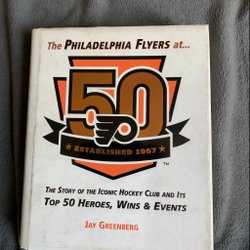 The Philadelphia Flyers at...
50
Established 1967
TM
The Story of the Iconic Hockey Club and Its
Top 50 Heroes, Wins & Events
Jay Greenberg